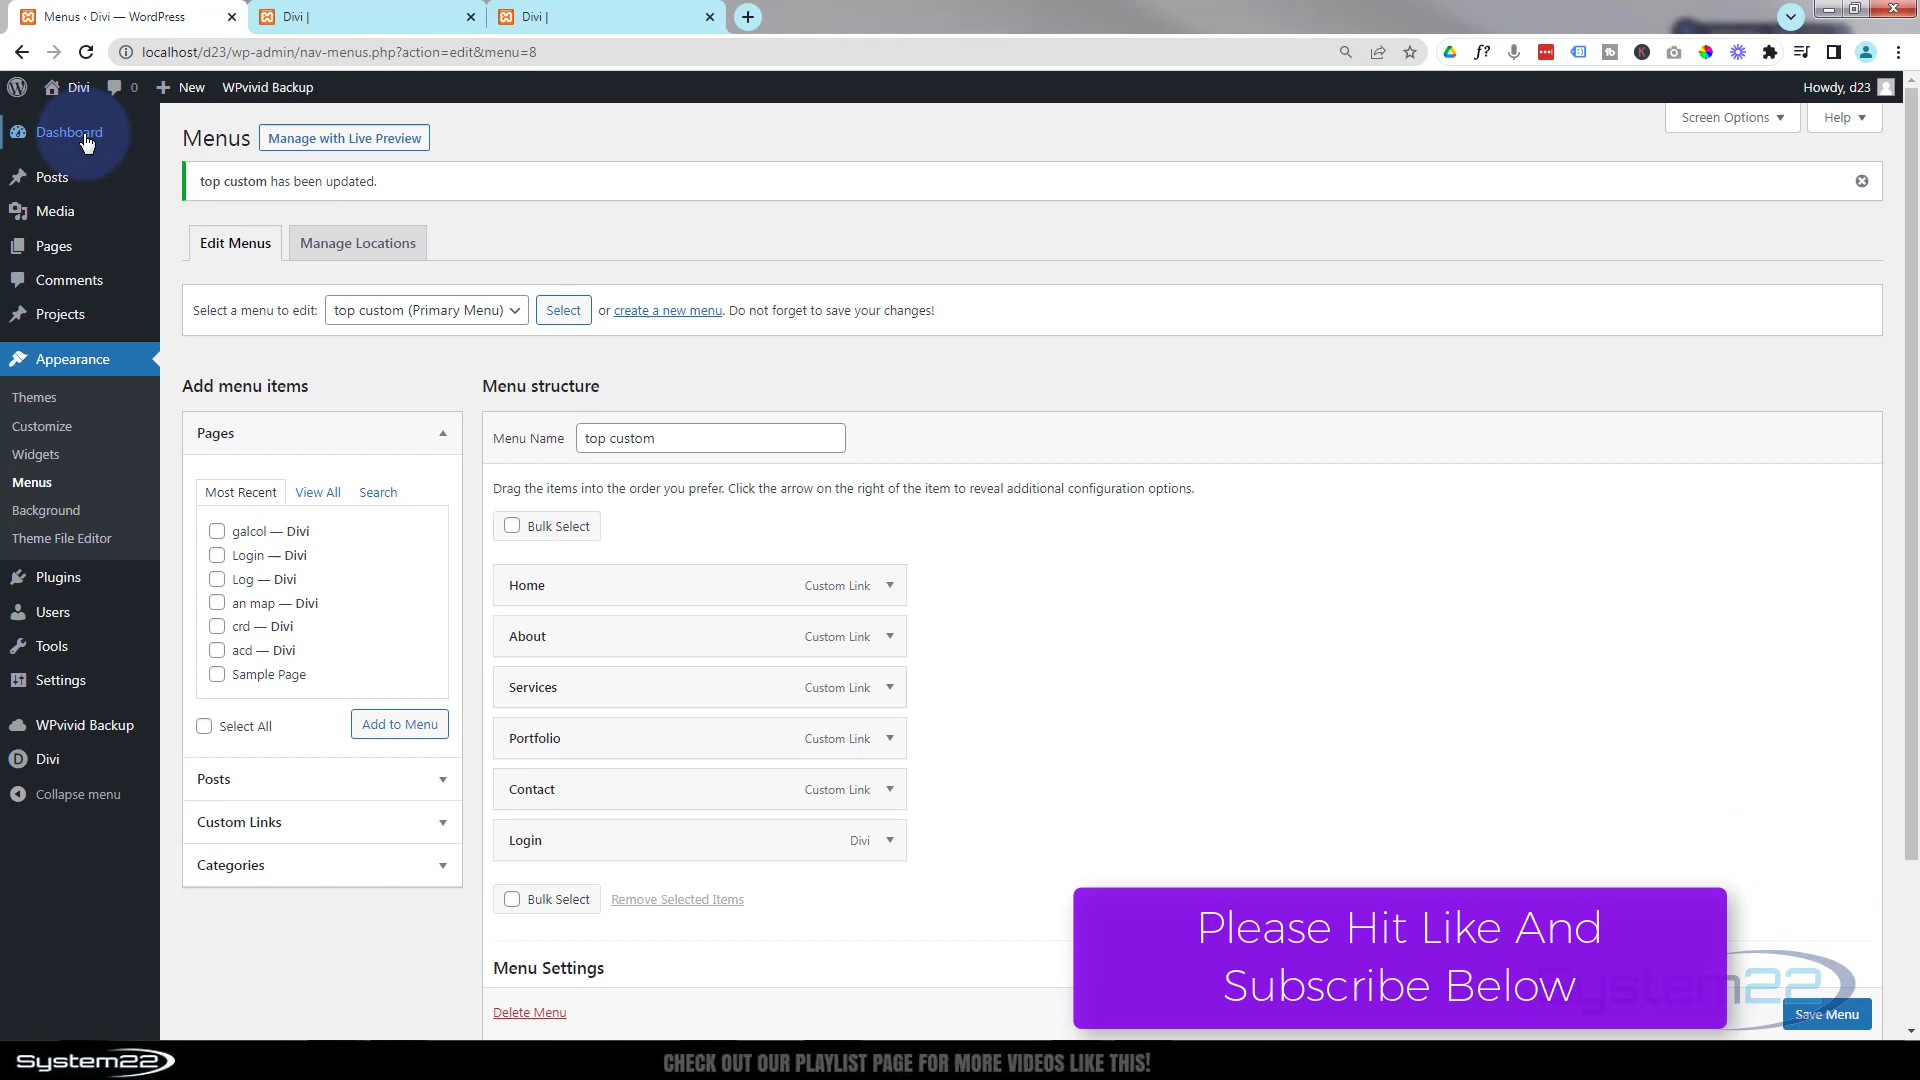 Menus ‹ Divi — WordPress
Divi |
Divi |
localhost/d23/wp-admin/nav-menus.php?action=edit&menu=8
Divi
0
New
WPvivid Backup
Howdy, d23
Dashboard
Posts
Media
Pages
Comments
Projects
Appearance
Themes
Customize
Widgets
Menus
Background
Theme File Editor
Plugins
Users
Tools
Settings
WPvivid Backup
Divi
Collapse menu
Menus
Manage with Live Preview
Screen Options
Help
top custom has been updated.
Edit Menus
Manage Locations
Select a menu to edit: top custom (Primary Menu) Select or create a new menu. Do not forget to save your changes!
Add menu items
Pages
Most Recent
View All
Search
galcol — Divi
Login — Divi
Log — Divi
an map — Divi
crd — Divi
acd — Divi
Sample Page
Select All
Add to Menu
Posts
Custom Links
Categories
Menu structure
Menu Name top custom
Drag the items into the order you prefer. Click the arrow on the right of the item to reveal additional configuration options.
Bulk Select
Home Custom Link
About Custom Link
Services Custom Link
Portfolio Custom Link
Contact Custom Link
Login Divi
Bulk Select
Remove Selected Items
Menu Settings
Delete Menu
Save Menu
Please Hit Like And
Subscribe Below
System22
System22
CHECK OUT OUR PLAYLIST PAGE FOR MORE VIDEOS LIKE THIS!